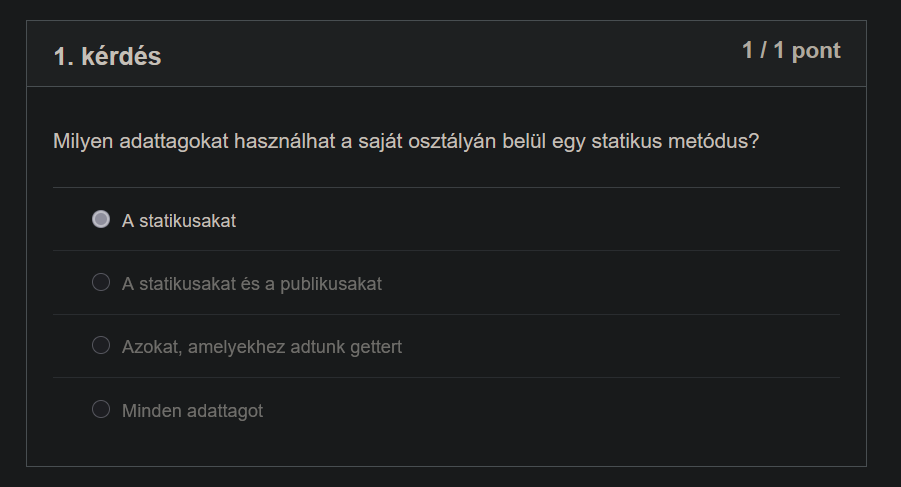 1. kérdés
1 / 1 pont
Milyen adattagokat használhat a saját osztályán belül egy statikus metódus?
A statikusakat
A statikusakat és a publikusakat
Azokat, amelyekhez adtunk gettert
Minden adattagot